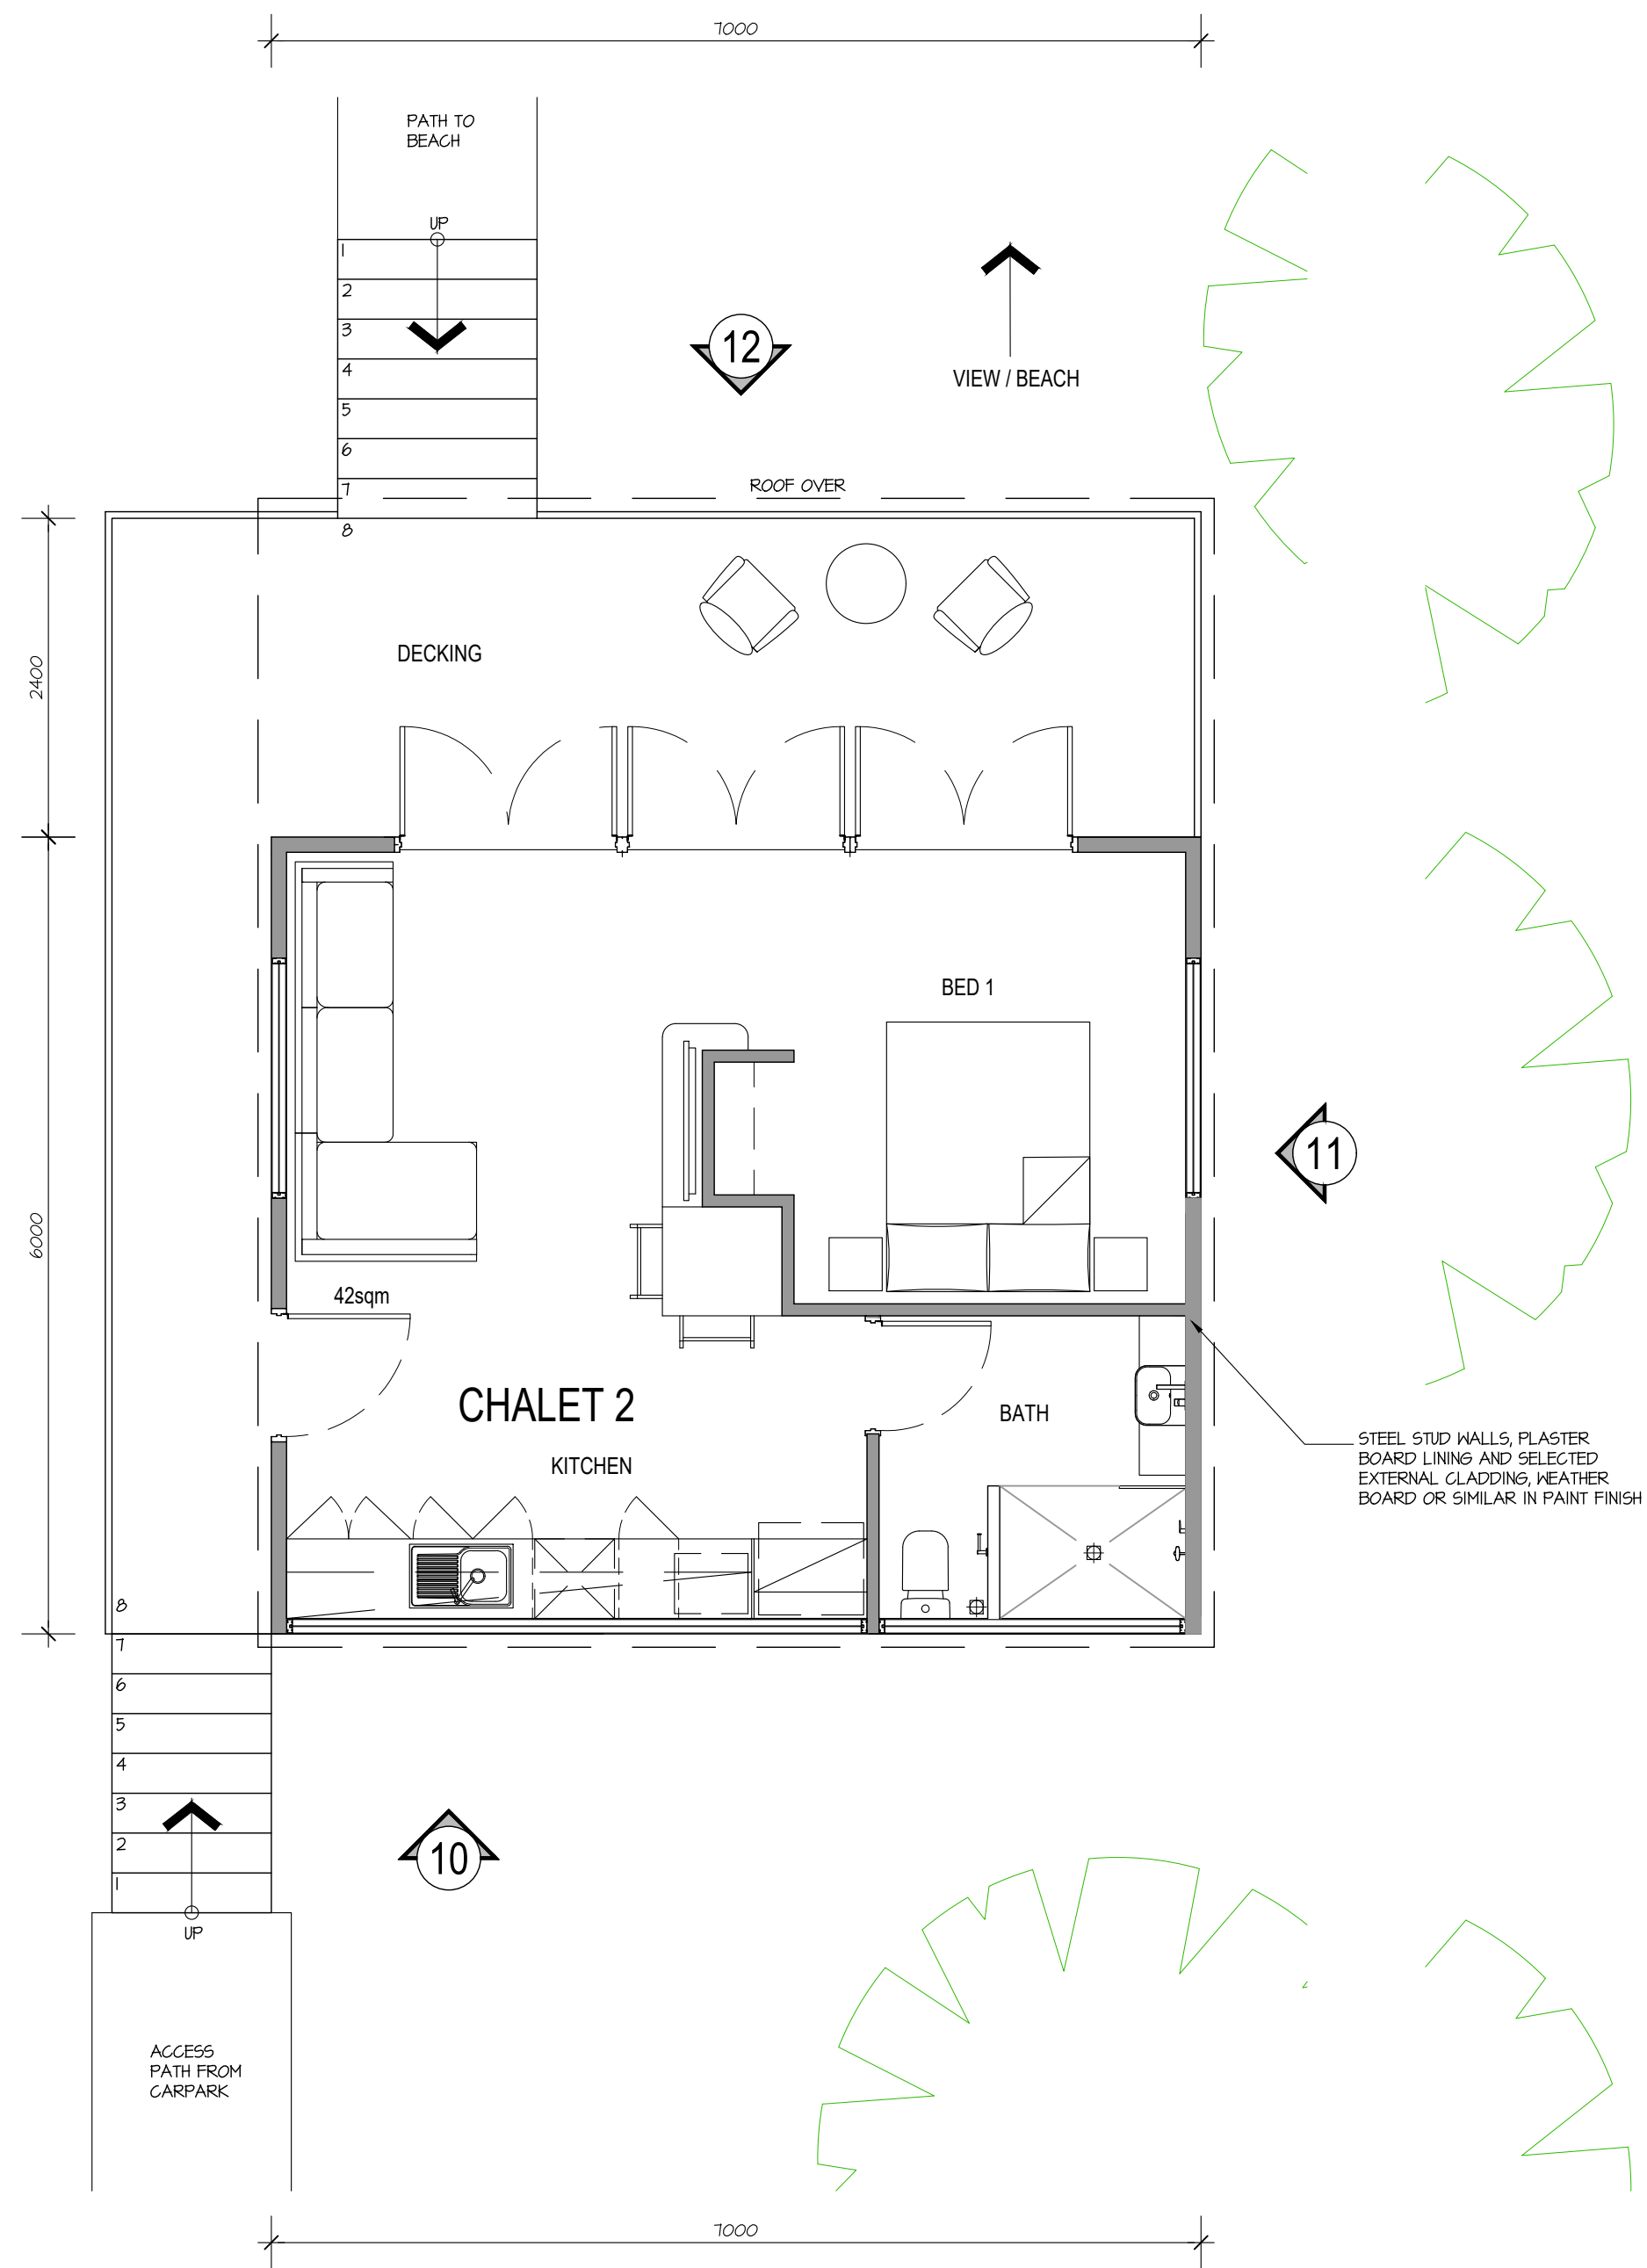 7000
PATH TO
BEACH
UP
1
2
3
4
5
6
7
8
12
VIEW / BEACH
ROOF OVER
2400
DECKING
BED 1
11
6000
42sqm
CHALET 2
KITCHEN
BATH
STEEL STUD WALLS, PLASTER
BOARD LINING AND SELECTED
EXTERNAL CLADDING, WEATHER
BOARD OR SIMILAR IN PAINT FINISH
8
7
6
5
4
3
2
1
UP
10
ACCESS
PATH FROM
CARPARK
7000